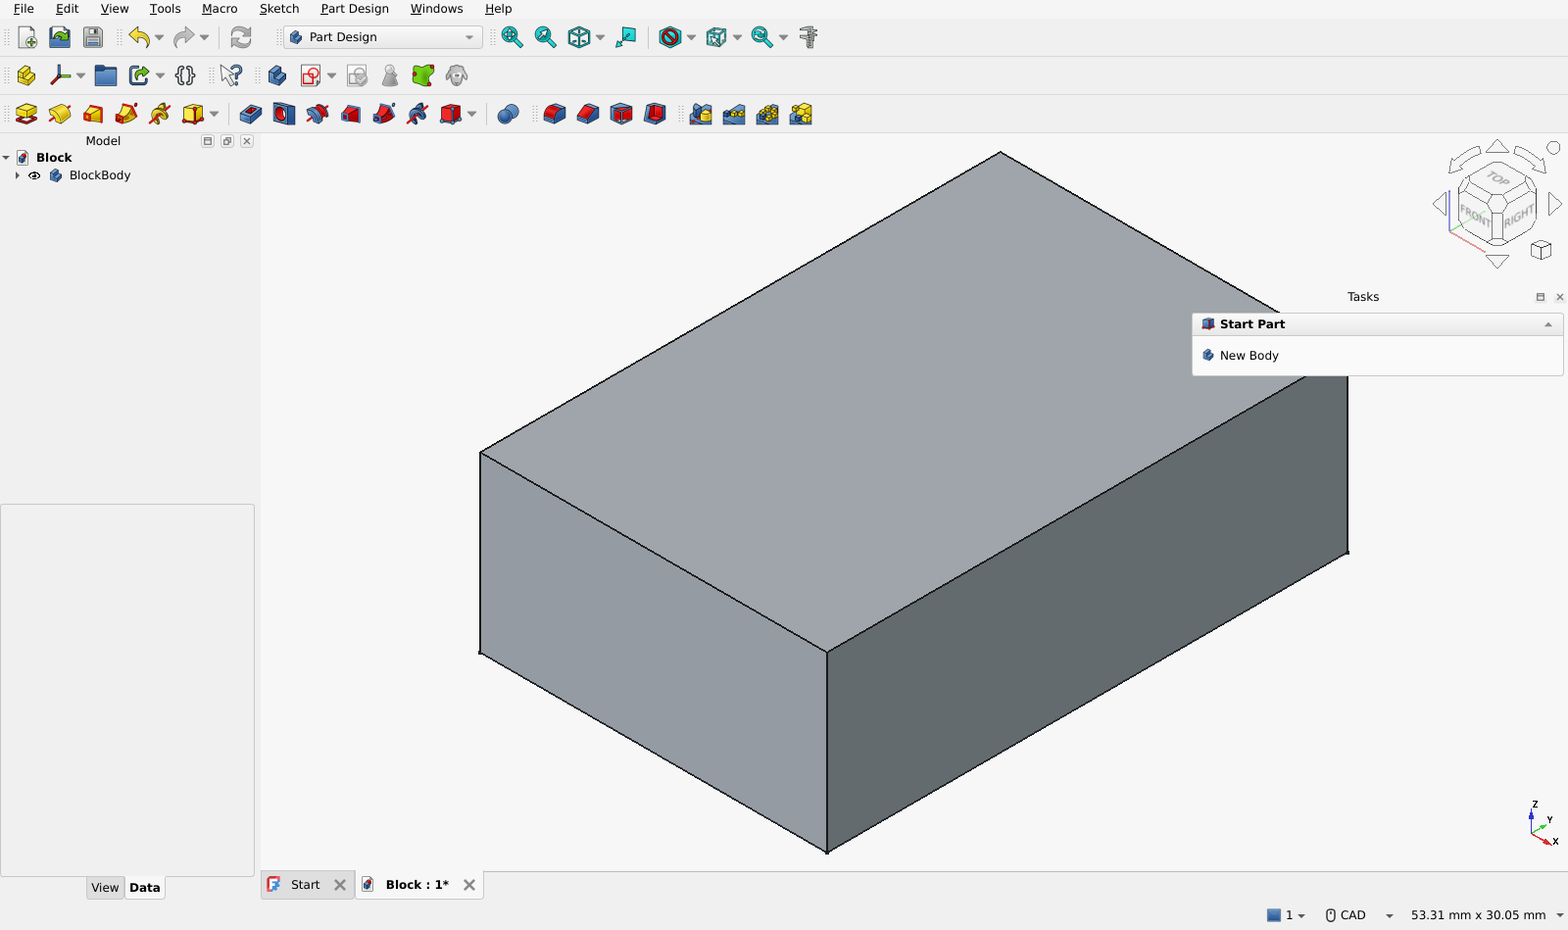 File Edit View Tools Macro Sketch Part Design Windows Help
Part Design
Model
Block
BlockBody
TOP
FRONT
RIGHT
Tasks
Start Part
New Body
Z
Y
X
View Data
Start
Block : 1*
1
CAD
53.31 mm x 30.05 mm